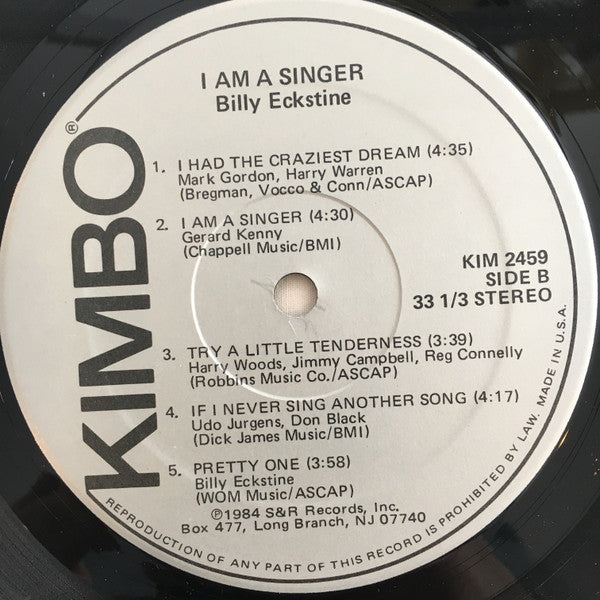 I AM A SINGER
Billy Eckstine
KIMBO®
1. I HAD THE CRAZIEST DREAM (4:35)
Mark Gordon, Harry Warren
(Bregman, Vocco & Conn/ASCAP)
2. I AM A SINGER (4:30)
Gerard Kenny
(Chappell Music/BMI)
KIM 2459
SIDE B
33 1/3 STEREO
3. TRY A LITTLE TENDERNESS (3:39)
Harry Woods, Jimmy Campbell, Reg Connelly
(Robbins Music Co./ASCAP)
4. IF I NEVER SING ANOTHER SONG (4:17)
Udo Jurgens, Don Black
(Dick James Music/BMI)
5. PRETTY ONE (3:58)
Billy Eckstine
(WOM Music/ASCAP)
℗1984 S&R Records, Inc.
Box 477, Long Branch, NJ 07740
REPRODUCTION OF ANY PART OF THIS RECORD IS PROHIBITED BY LAW. MADE IN U.S.A.